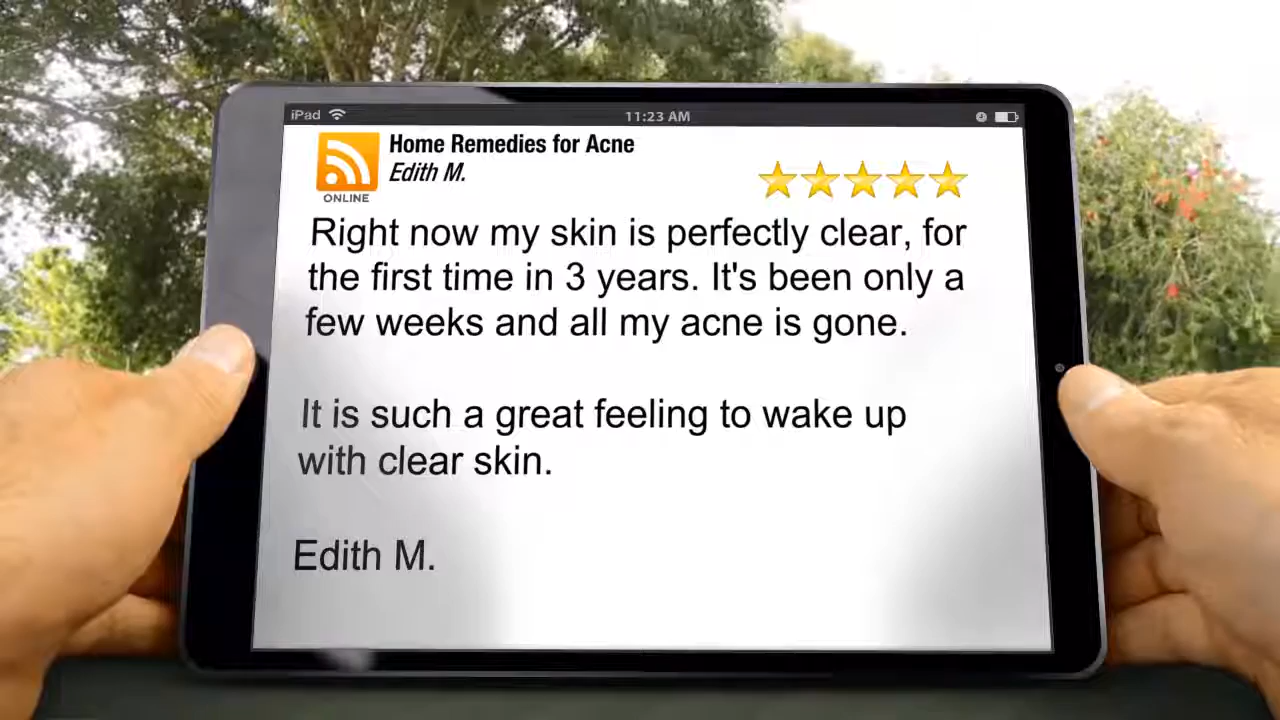 iPad 11:23 AM
Home Remedies for Acne
Edith M.
ONLINE
Right now my skin is perfectly clear, for
the first time in 3 years. It's been only a
few weeks and all my acne is gone.
It is such a great feeling to wake up
with clear skin.
Edith M.